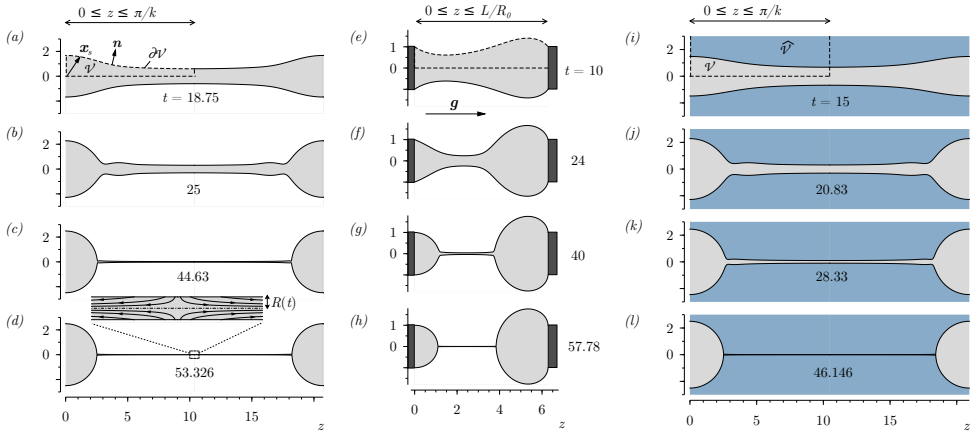 0 ≤ z ≤ π/k
0 ≤ z ≤ L/R₀
0 ≤ z ≤ π/k
(a)
2
0
xₛ
n
∂𝒱
𝒱
t = 18.75
(e)
1
0
t = 10
g
(i)
2
0
𝒱
𝒱̂
t = 15
(b)
2
0
25
(f)
1
0
24
(j)
2
0
20.83
(c)
2
0
44.63
(g)
1
0
40
(k)
2
0
28.33
R(t)
(d)
2
0
53.326
(h)
1
0
57.78
(l)
2
0
46.146
0 5 10 15 z
0 2 4 6 z
0 5 10 15 z